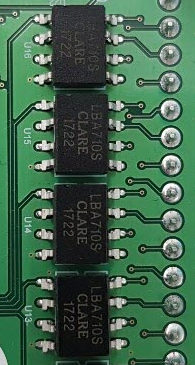 U16
LBA710S
CLARE
1722
U15
LBA710S
CLARE
1722
U14
LBA710S
CLARE
1722
U13
LBA710S
CLARE
1722